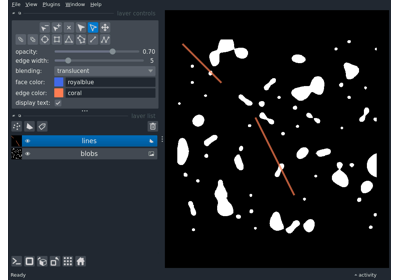 File View Plugins Window Help
layer controls
opacity: 0.70
edge width: 5
blending: translucent
face color: royalblue
edge color: coral
display text:
layer list
lines
blobs
Ready
activity